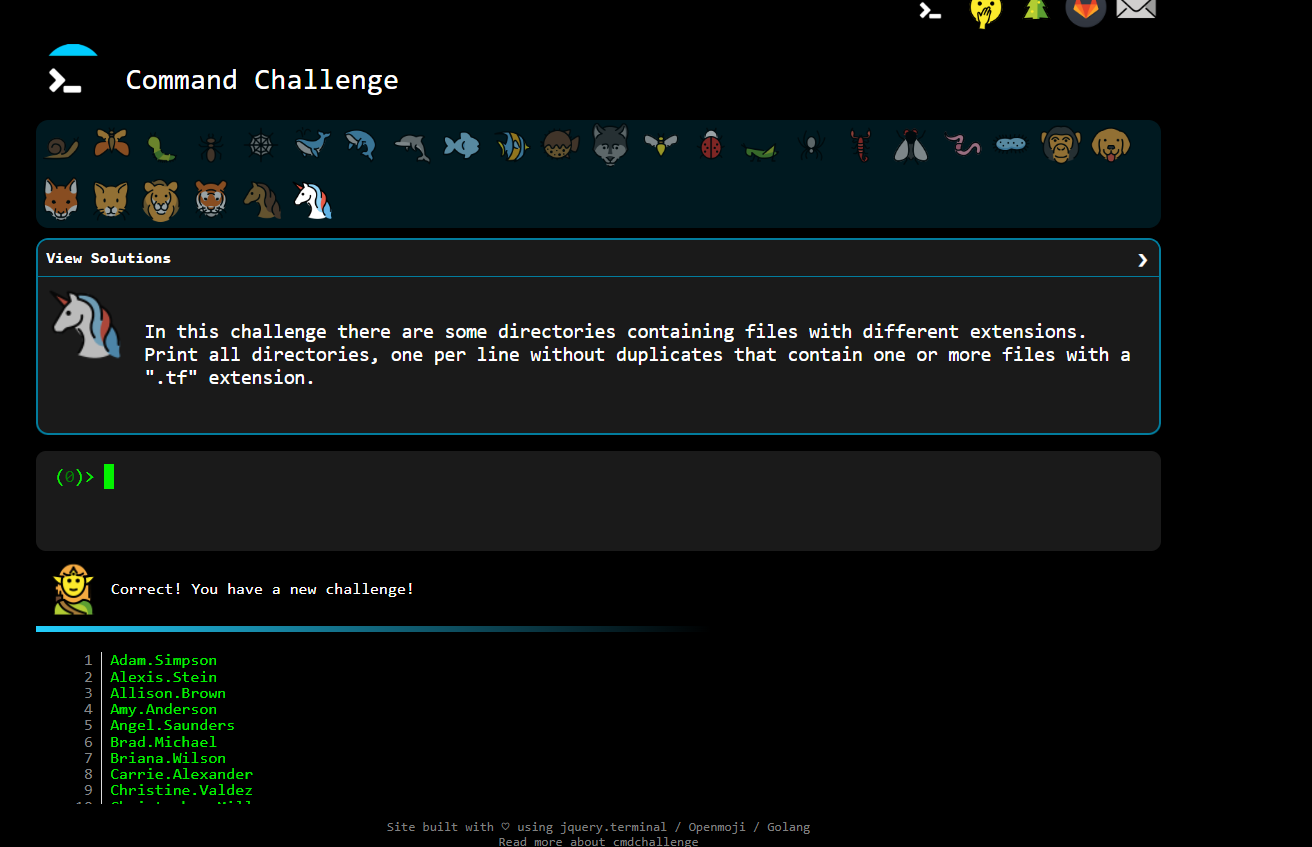 Command Challenge
View Solutions
In this challenge there are some directories containing files with different extensions.
Print all directories, one per line without duplicates that contain one or more files with a
".tf" extension.
(0)>
Correct! You have a new challenge!
1 Adam.Simpson
2 Alexis.Stein
3 Allison.Brown
4 Amy.Anderson
5 Angel.Saunders
6 Brad.Michael
7 Briana.Wilson
8 Carrie.Alexander
9 Christine.Valdez
Site built with ♡ using jquery.terminal / Openmoji / Golang
Read more about cmdchallenge